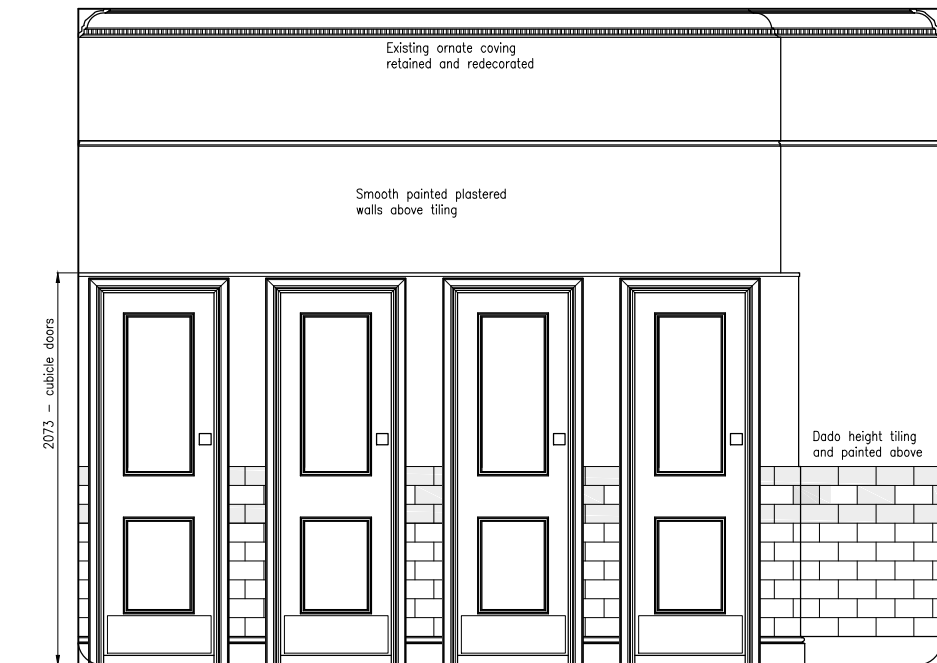 Existing ornate coving
retained and redecorated
Smooth painted plastered
walls above tiling
2073 - cubicle doors
Dado height tiling
and painted above